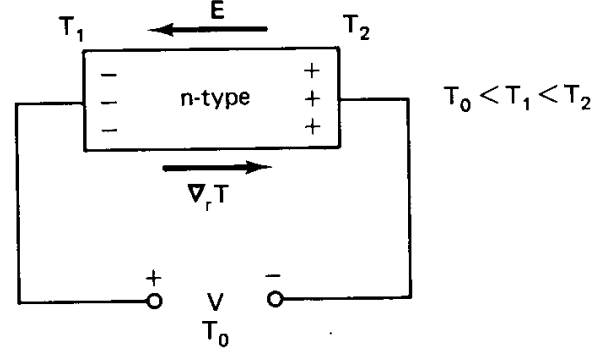 E
T₁ T₂
− +
− n-type + T₀ < T₁ < T₂
− +
∇ᵣT
+ −
V
T₀